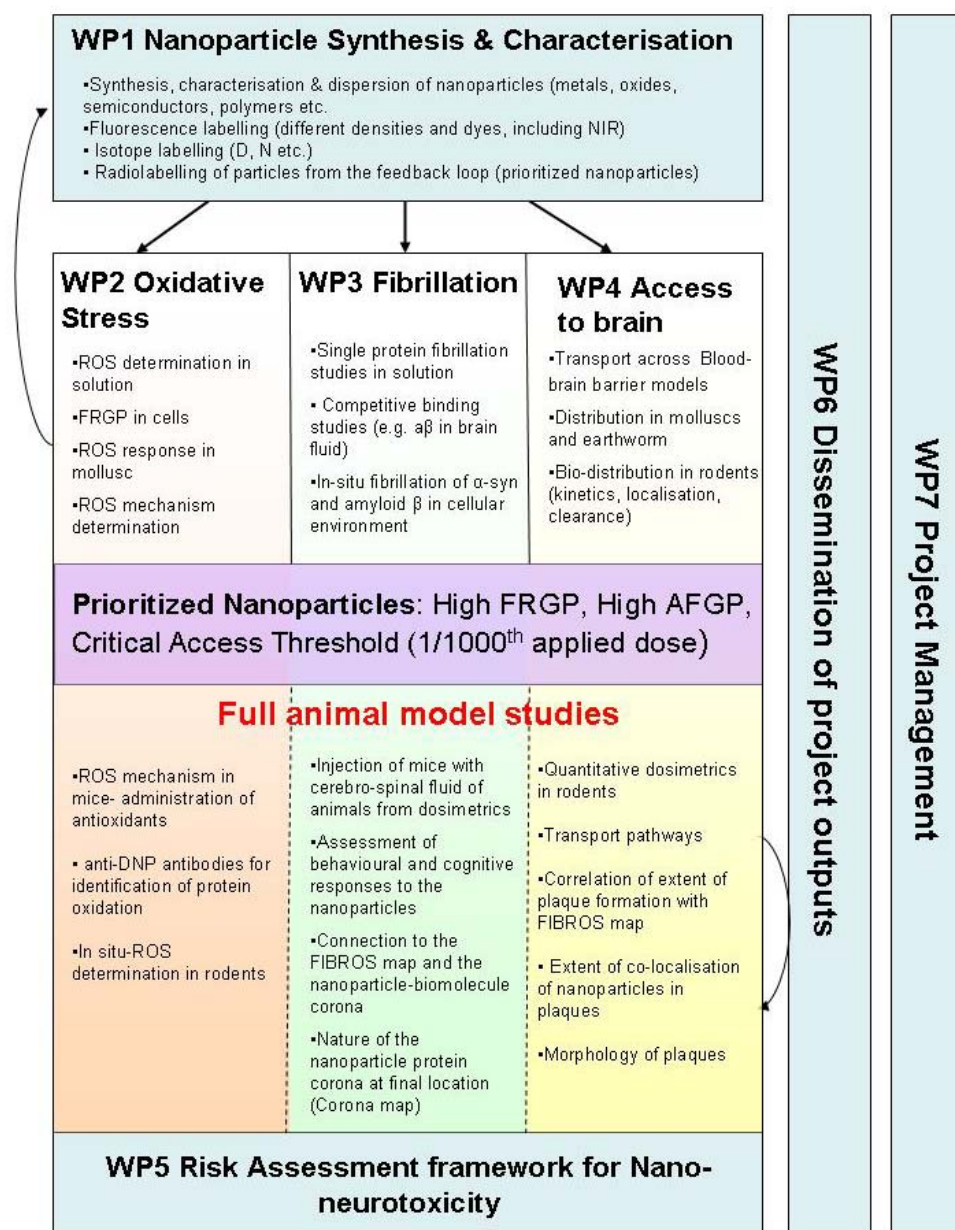 WP1 Nanoparticle Synthesis & Characterisation
▪Synthesis, characterisation & dispersion of nanoparticles (metals, oxides,
semiconductors, polymers etc.
▪Fluorescence labelling (different densities and dyes, including NIR)
▪ Isotope labelling (D, N etc.)
▪ Radiolabelling of particles from the feedback loop (prioritized nanoparticles)
WP2 Oxidative
Stress
▪ROS determination in
solution
▪FRGP in cells
▪ROS response in
mollusc
▪ROS mechanism
determination
WP3 Fibrillation
▪Single protein fibrillation
studies in solution
▪ Competitive binding
studies (e.g. aβ in brain
fluid)
▪In-situ fibrillation of α-syn
and amyloid β in cellular
environment
WP4 Access
to brain
▪Transport across Blood-
brain barrier models
▪Distribution in molluscs
and earthworm
▪Bio-distribution in rodents
(kinetics, localisation,
clearance)
Prioritized Nanoparticles: High FRGP, High AFGP,
Critical Access Threshold (1/1000th applied dose)
Full animal model studies
▪ROS mechanism in
mice- administration of
antioxidants
▪ anti-DNP antibodies for
identification of protein
oxidation
▪In situ-ROS
determination in rodents
▪Injection of mice with
cerebro-spinal fluid of
animals from dosimetrics
▪Assessment of
behavioural and cognitive
responses to the
nanoparticles
▪Connection to the
FIBROS map and the
nanoparticle-biomolecule
corona
▪Nature of the
nanoparticle protein
corona at final location
(Corona map)
▪Quantitative dosimetrics
in rodents
▪Transport pathways
▪Correlation of extent of
plaque formation with
FIBROS map
▪ Extent of co-localisation
of nanoparticles in
plaques
▪Morphology of plaques
WP5 Risk Assessment framework for Nano-
neurotoxicity
WP6 Dissemination of project outputs
WP7 Project Management